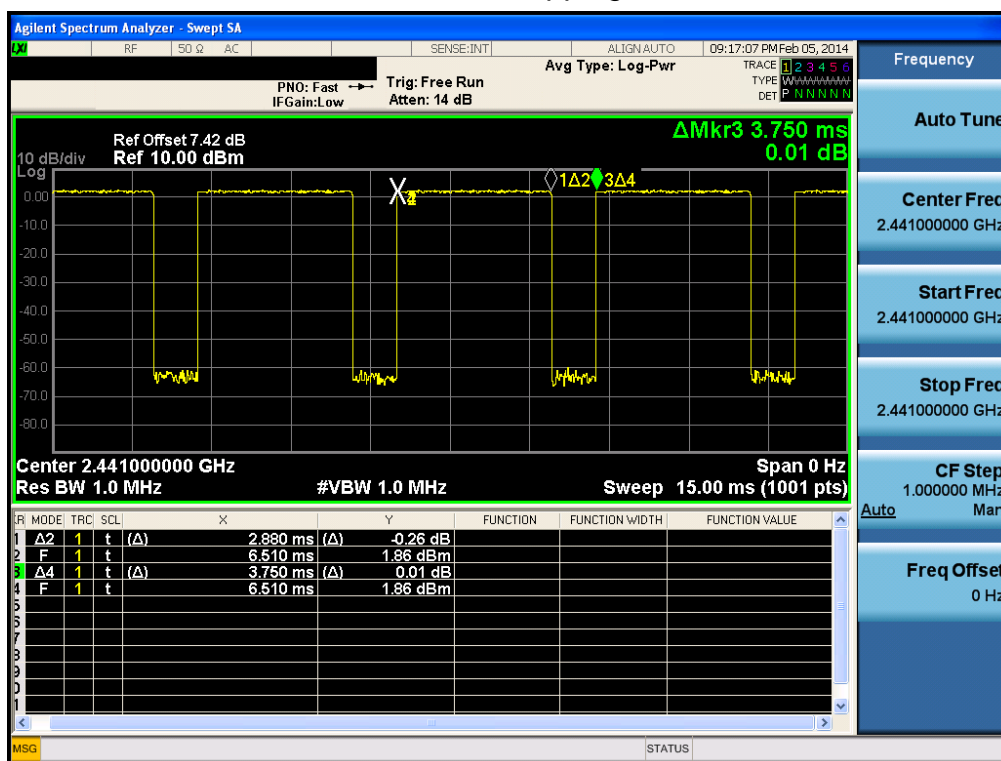 Agilent Spectrum Analyzer - Swept SA
LXI RF 50 Ω AC SENSE:INT ALIGN AUTO 09:17:07 PM Feb 05, 2014
Avg Type: Log-Pwr TRACE 1 2 3 4 5 6
PNO: Fast Trig: Free Run TYPE WWWWWW
IFGain:Low Atten: 14 dB DET P N N N N N
ΔMkr3 3.750 ms
0.01 dB
Ref Offset 7.42 dB
10 dB/div Ref 10.00 dBm
Log
1Δ2 3Δ4
0.00
-10.0
-20.0
-30.0
-40.0
-50.0
-60.0
-70.0
-80.0
Center 2.441000000 GHz Span 0 Hz
Res BW 1.0 MHz #VBW 1.0 MHz Sweep 15.00 ms (1001 pts)
MODE TRC SCL X Y FUNCTION FUNCTION WIDTH FUNCTION VALUE
1 Δ2 1 t (Δ) 2.880 ms (Δ) -0.26 dB
2 F 1 t 6.510 ms 1.86 dBm
3 Δ4 1 t (Δ) 3.750 ms (Δ) 0.01 dB
4 F 1 t 6.510 ms 1.86 dBm
5
6
7
8
9
MSG STATUS
Frequency
Auto Tune
Center Freq
2.441000000 GHz
Start Freq
2.441000000 GHz
Stop Freq
2.441000000 GHz
CF Step
1.000000 MHz
Auto Man
Freq Offset
0 Hz